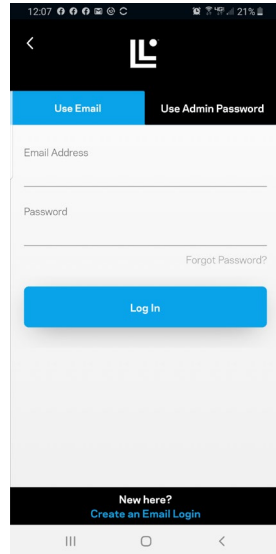 12:07 21%
Use Email Use Admin Password
Email Address
Password
Forgot Password?
Log In
New here?
Create an Email Login